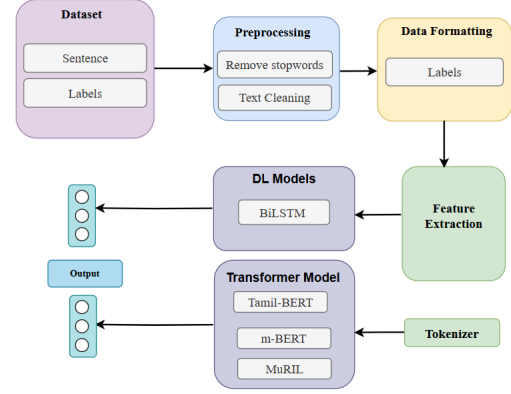 Dataset
Sentence
Labels
Preprocessing
Remove stopwords
Text Cleaning
Data Formatting
Labels
Feature
Extraction
DL Models
BiLSTM
Output
Transformer Model
Tamil-BERT
m-BERT
MuRIL
Tokenizer